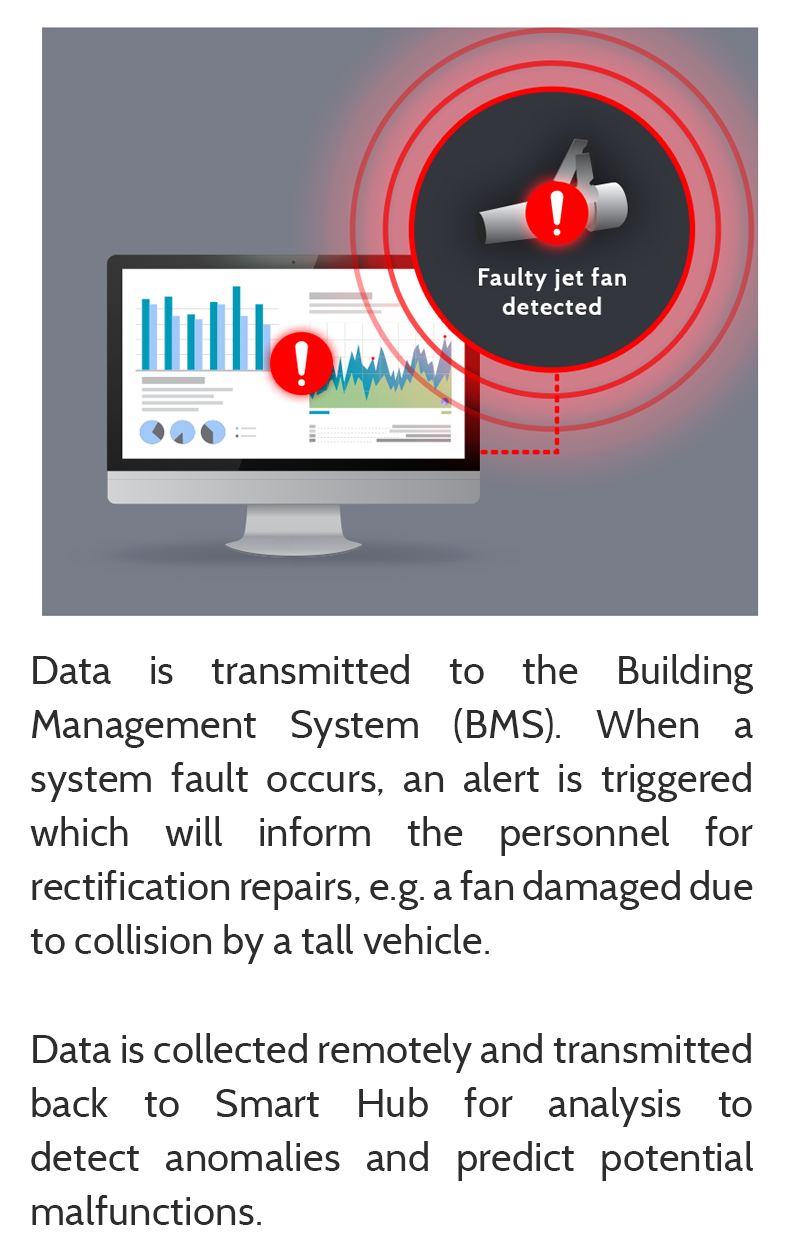 Faulty jet fan
detected
Data is transmitted to the Building
Management System (BMS). When a
system fault occurs, an alert is triggered
which will inform the personnel for
rectification repairs, e.g. a fan damaged due
to collision by a tall vehicle.
Data is collected remotely and transmitted
back to Smart Hub for analysis to
detect anomalies and predict potential
malfunctions.